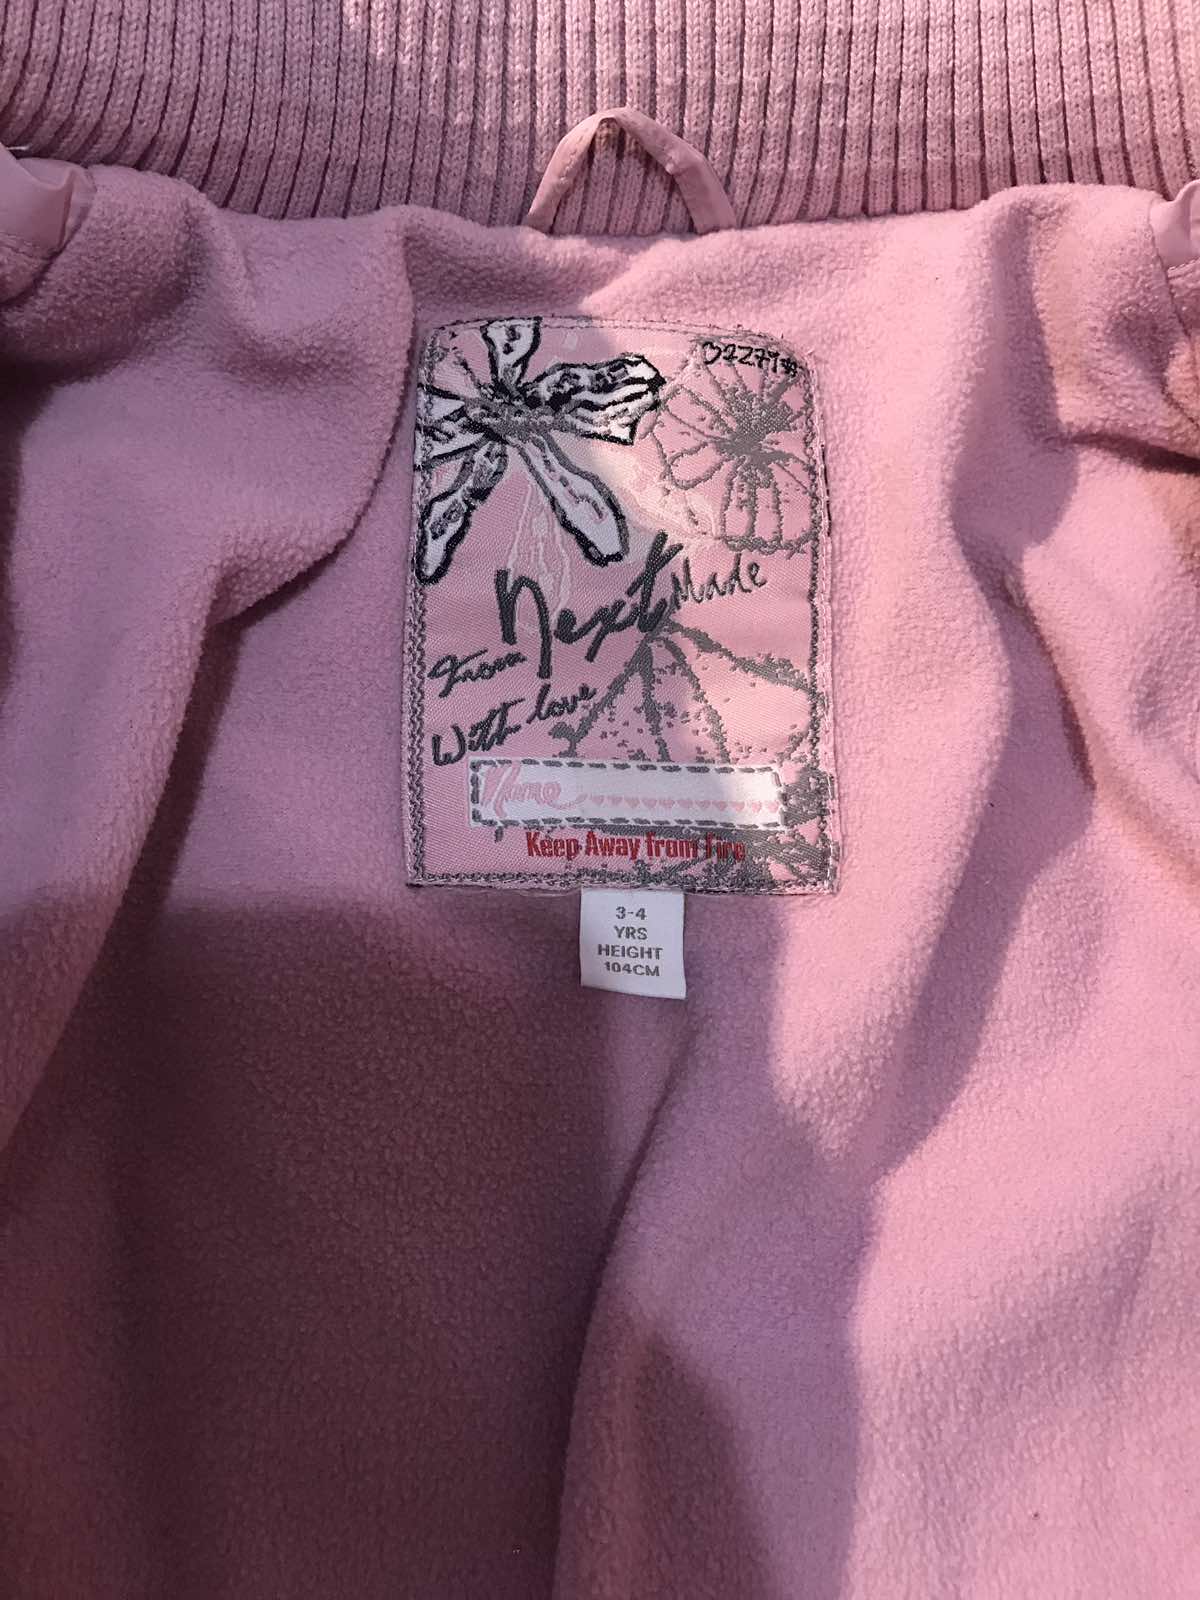 next Made
From
With love
Name
Keep Away from Fire
3-4
YRS
HEIGHT
104CM